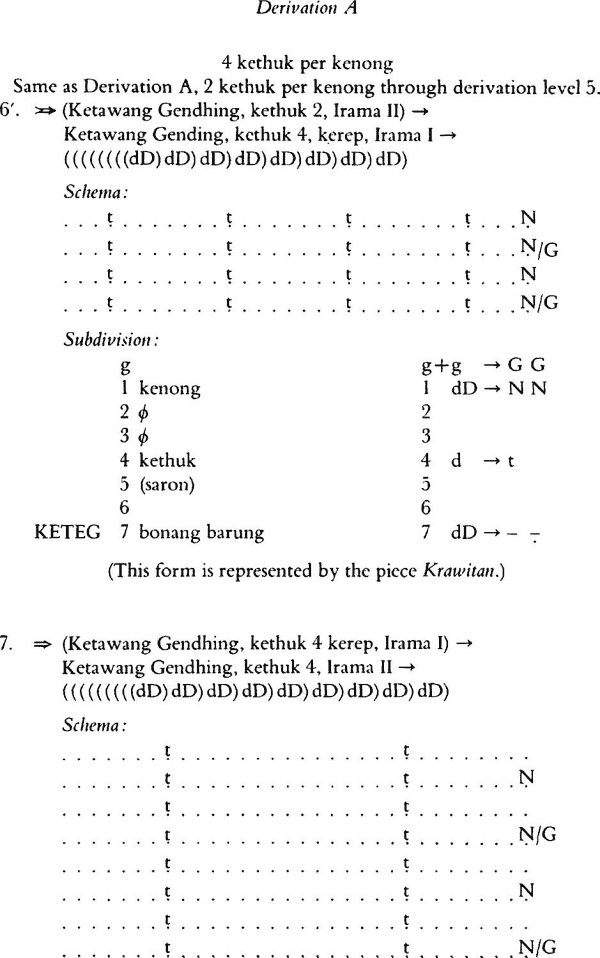 Derivation A
4 kethuk per kenong
Same as Derivation A, 2 kethuk per kenong through derivation level 5.
6′. ⤖ (Ketawang Gendhing, kethuk 2, Irama II) →
Ketawang Gending, kethuk 4, kerep, Irama I →
((((((((dD) dD) dD) dD) dD) dD) dD) dD)
Schema:
. . . ṭ . . . . . . . ṭ . . . . . . . ṭ . . . . . . . ṭ . . . Ṇ
. . . ṭ . . . . . . . ṭ . . . . . . . ṭ . . . . . . . ṭ . . . Ṇ/G
. . . ṭ . . . . . . . ṭ . . . . . . . ṭ . . . . . . . ṭ . . . Ṇ
. . . ṭ . . . . . . . ṭ . . . . . . . ṭ . . . . . . . ṭ . . . Ṇ/G
Subdivision:
g g+g → G G
1 kenong 1 dD → N N
2 ϕ 2
3 ϕ 3
4 kethuk 4 d → t
5 (saron) 5
6 6
KETEG 7 bonang barung 7 dD → – –̣
(This form is represented by the piece Krawitan.)
7. ⇒ (Ketawang Gendhing, kethuk 4 kerep, Irama I) →
Ketawang Gendhing, kethuk 4, Irama II →
(((((((((dD) dD) dD) dD) dD) dD) dD) dD) dD)
Schema:
. . . . . . . ṭ . . . . . . . . . . . . . . . ṭ . . . . . . . .
. . . . . . . ṭ . . . . . . . . . . . . . . . ṭ . . . . . . . Ṇ
. . . . . . . ṭ . . . . . . . . . . . . . . . ṭ . . . . . . . .
. . . . . . . ṭ . . . . . . . . . . . . . . . ṭ . . . . . . . Ṇ/G
. . . . . . . ṭ . . . . . . . . . . . . . . . ṭ . . . . . . . .
. . . . . . . ṭ . . . . . . . . . . . . . . . ṭ . . . . . . . Ṇ
. . . . . . . ṭ . . . . . . . . . . . . . . . ṭ . . . . . . . .
. . . . . . . ṭ . . . . . . . . . . . . . . . ṭ . . . . . . . Ṇ/G